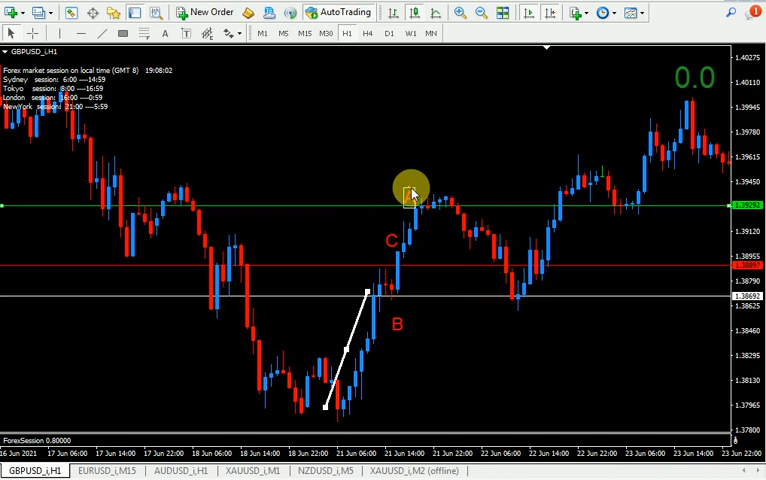 New Order AutoTrading 1
A T M1 M5 M15 M30 H1 H4 D1 W1 MN
GBPUSD_i,H1
Forex market session on local time (GMT 8) 19:08:02
Sydney session: 6:00 ----14:59
Tokyo session: 8:00 ----16:59
London session: 16:00 ----0:59
NewYork session: 21:00 ----5:59
0.0
1.40275
1.40110
1.39945
1.39780
1.39615
1.39450
1.39292
1.39120
C
1.38955
1.38897
1.38692
1.38625
B
1.38460
1.38295
1.38130
1.37965
1.37800
ForexSession 0.80000
16 Jun 2021 17 Jun 06:00 17 Jun 14:00 17 Jun 22:00 18 Jun 06:00 18 Jun 14:00 18 Jun 22:00 21 Jun 06:00 21 Jun 14:00 21 Jun 22:00 22 Jun 06:00 22 Jun 14:00 22 Jun 22:00 23 Jun 06:00 23 Jun 14:00 23 Jun 22:00
GBPUSD_i,H1 EURUSD_i,M15 AUDUSD_i,H1 XAUUSD_i,M1 NZDUSD_i,M5 XAUUSD_i,M2 (offline)